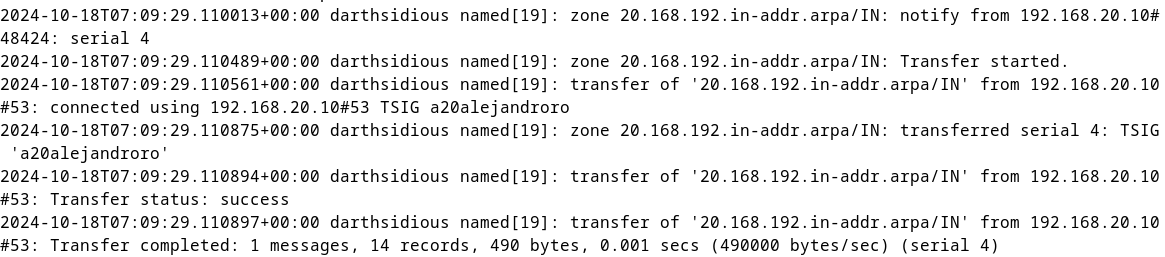 2024-10-18T07:09:29.110013+00:00 darthsidious named[19]: zone 20.168.192.in-addr.arpa/IN: notify from 192.168.20.10#
48424: serial 4
2024-10-18T07:09:29.110489+00:00 darthsidious named[19]: zone 20.168.192.in-addr.arpa/IN: Transfer started.
2024-10-18T07:09:29.110561+00:00 darthsidious named[19]: transfer of '20.168.192.in-addr.arpa/IN' from 192.168.20.10
#53: connected using 192.168.20.10#53 TSIG a20alejandroro
2024-10-18T07:09:29.110875+00:00 darthsidious named[19]: zone 20.168.192.in-addr.arpa/IN: transferred serial 4: TSIG
 'a20alejandroro'
2024-10-18T07:09:29.110894+00:00 darthsidious named[19]: transfer of '20.168.192.in-addr.arpa/IN' from 192.168.20.10
#53: Transfer status: success
2024-10-18T07:09:29.110897+00:00 darthsidious named[19]: transfer of '20.168.192.in-addr.arpa/IN' from 192.168.20.10
#53: Transfer completed: 1 messages, 14 records, 490 bytes, 0.001 secs (490000 bytes/sec) (serial 4)